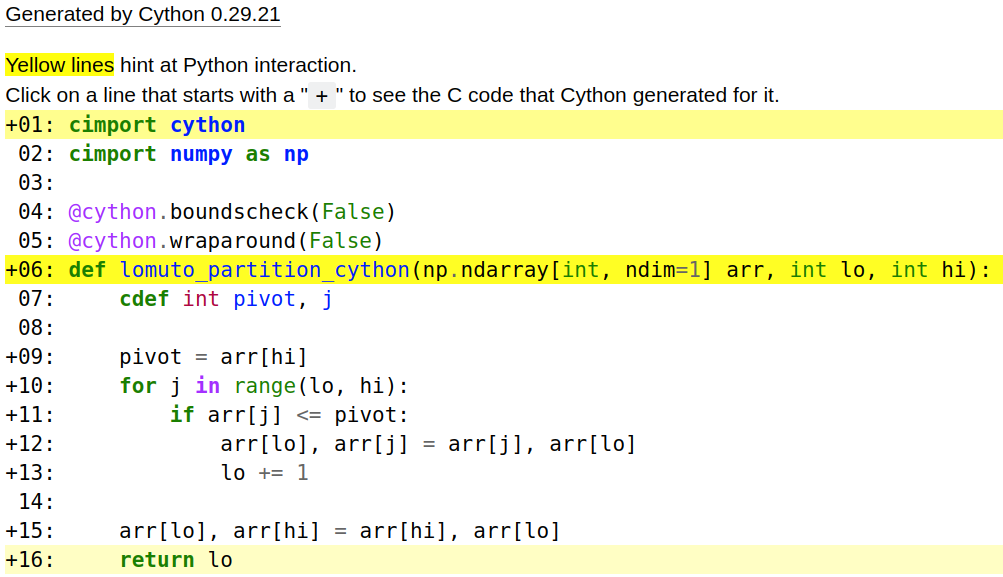 Generated by Cython 0.29.21
Yellow lines hint at Python interaction.
Click on a line that starts with a "+" to see the C code that Cython generated for it.
+01: cimport cython
 02: cimport numpy as np
 03:
 04: @cython.boundscheck(False)
 05: @cython.wraparound(False)
+06: def lomuto_partition_cython(np.ndarray[int, ndim=1] arr, int lo, int hi):
 07:     cdef int pivot, j
 08:
+09:     pivot = arr[hi]
+10:     for j in range(lo, hi):
+11:         if arr[j] <= pivot:
+12:             arr[lo], arr[j] = arr[j], arr[lo]
+13:             lo += 1
 14:
+15:     arr[lo], arr[hi] = arr[hi], arr[lo]
+16:     return lo